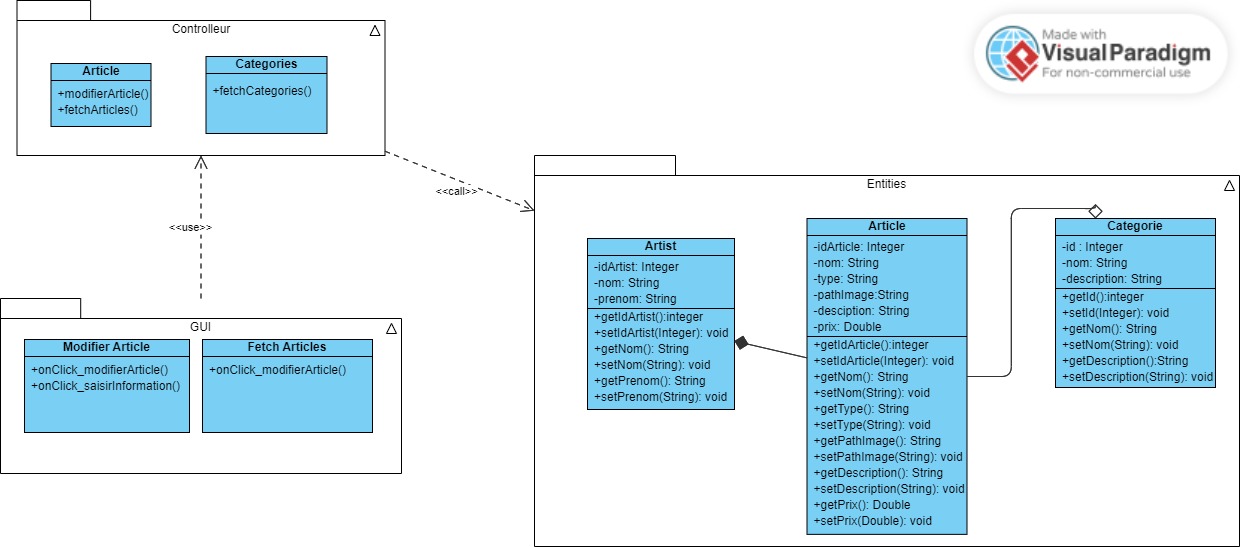 Controlleur
Article
+modifierArticle()
+fetchArticles()
Categories
+fetchCategories()
Made with
Visual Paradigm
For non-commercial use
<<call>>
<<use>>
GUI
Modifier Article
+onClick_modifierArticle()
+onClick_saisirInformation()
Fetch Articles
+onClick_modifierArticle()
Entities
Artist
-idArtist: Integer
-nom: String
-prenom: String
+getIdArtist():integer
+setIdArtist(Integer): void
+getNom(): String
+setNom(String): void
+getPrenom(): String
+setPrenom(String): void
Article
-idArticle: Integer
-nom: String
-type: String
-pathImage:String
-desciption: String
-prix: Double
+getIdArticle():integer
+setIdArticle(Integer): void
+getNom(): String
+setNom(String): void
+getType(): String
+setType(String): void
+getPathImage(): String
+setPathImage(String): void
+getDescription(): String
+setDescription(String): void
+getPrix(): Double
+setPrix(Double): void
Categorie
-id : Integer
-nom: String
-description: String
+getId():integer
+setId(Integer): void
+getNom(): String
+setNom(String): void
+getDescription():String
+setDescription(String): void